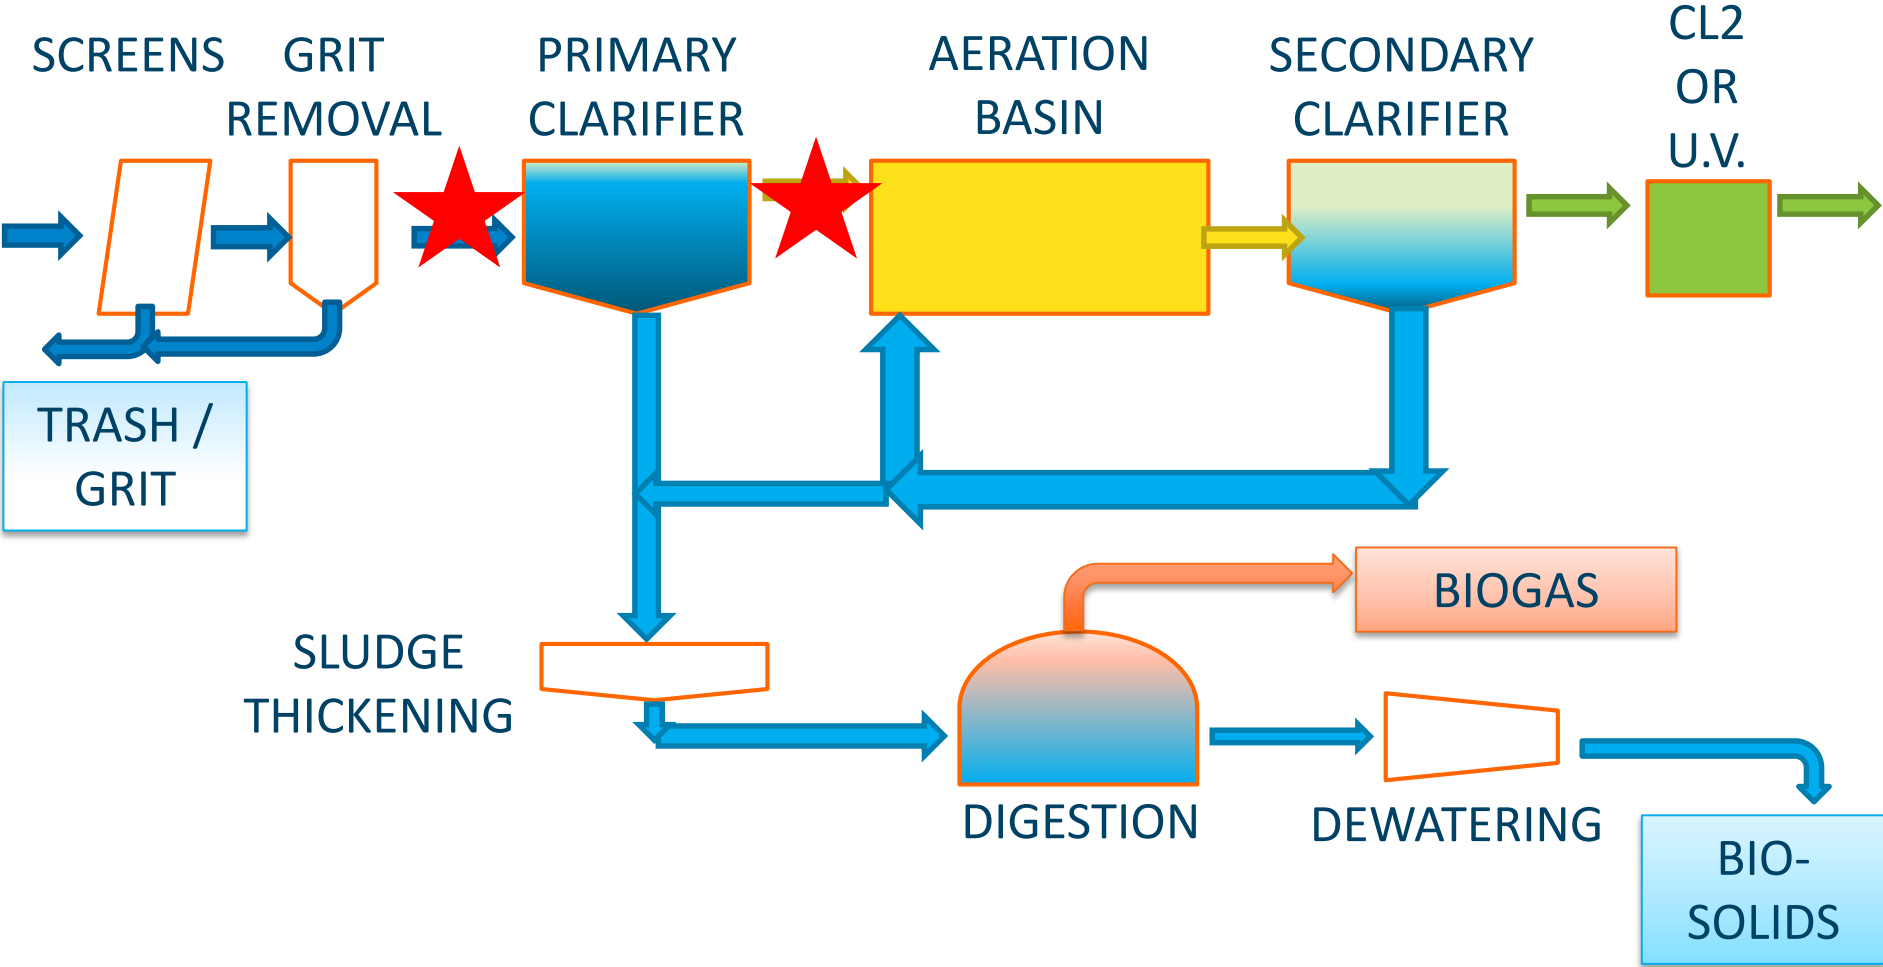 SCREENS
GRIT
REMOVAL
PRIMARY
CLARIFIER
AERATION
BASIN
SECONDARY
CLARIFIER
CL2
OR
U.V.
TRASH /
GRIT
BIOGAS
SLUDGE
THICKENING
DIGESTION
DEWATERING
BIO-
SOLIDS